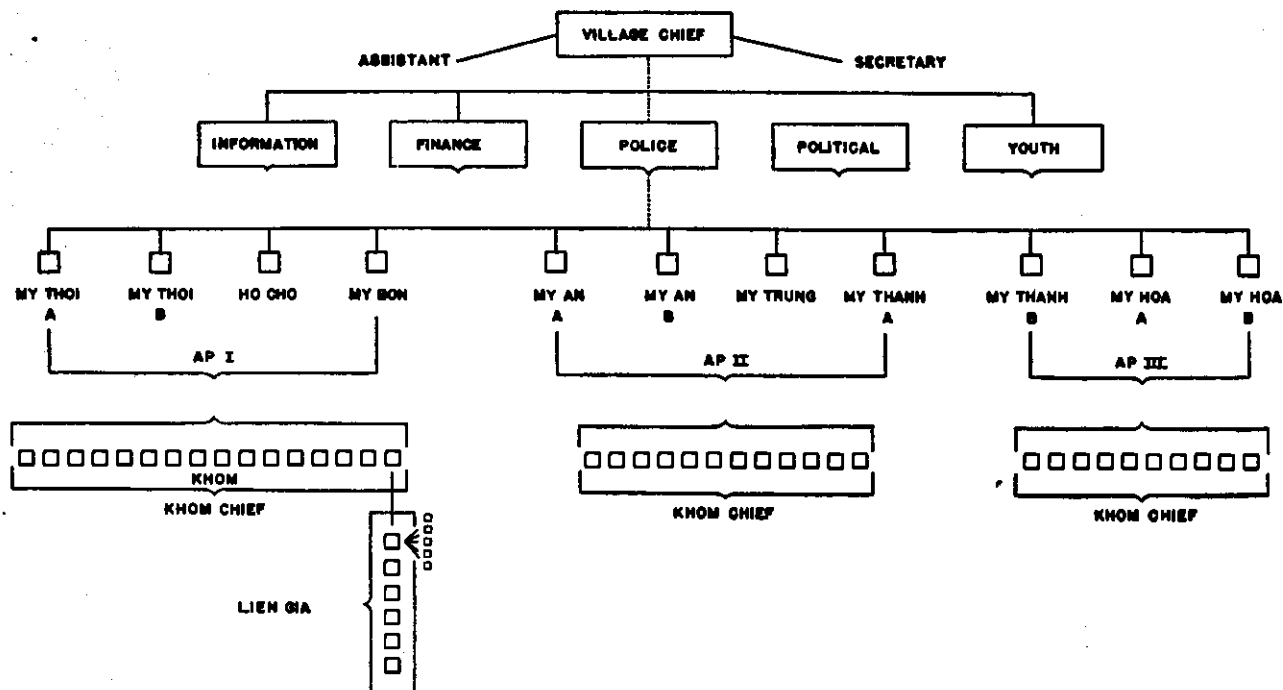 VILLAGE CHIEF
ASSISTANT
SECRETARY
INFORMATION
FINANCE
POLICE
POLITICAL
YOUTH
MY THOI
A
MY THOI
B
HO CHO
MY BON
MY AN
A
MY AN
B
MY TRUNG
MY THANH
A
MY THANH
B
MY HOA
A
MY HOA
B
AP I
AP II
AP III
KHOM
KHOM CHIEF
KHOM CHIEF
KHOM CHIEF
LIEN GIA